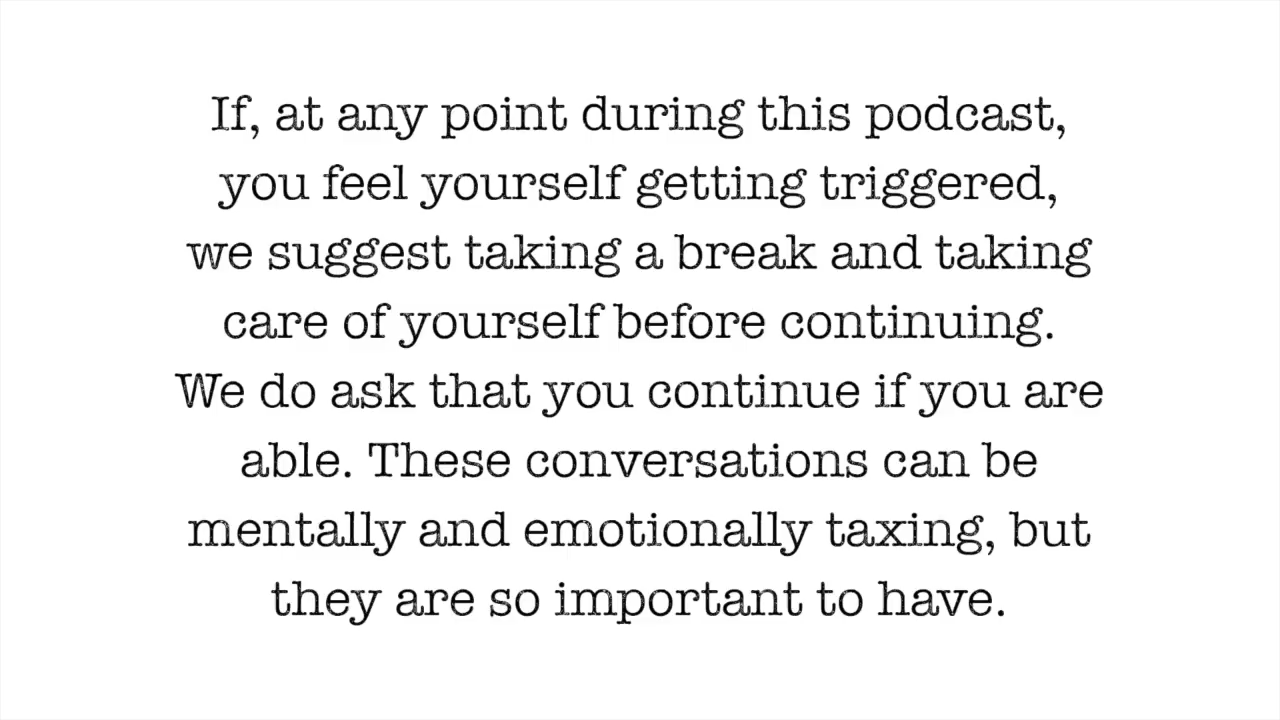 If, at any point during this podcast,
you feel yourself getting triggered,
we suggest taking a break and taking
care of yourself before continuing.
We do ask that you continue if you are
able. These conversations can be
mentally and emotionally taxing, but
they are so important to have.